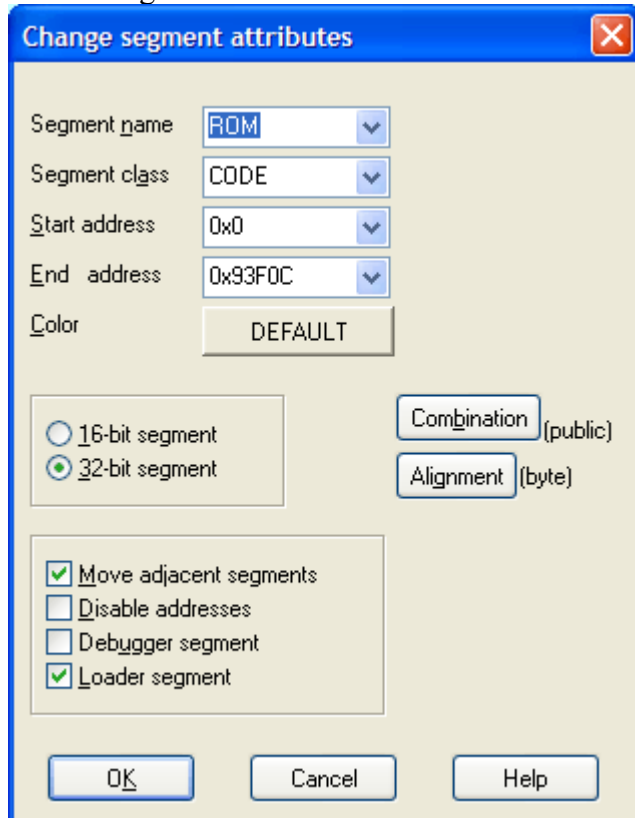 Change segment attributes
Segment name ROM
Segment class CODE
Start address 0x0
End address 0x93F0C
Color DEFAULT
16-bit segment
32-bit segment
Combination (public)
Alignment (byte)
Move adjacent segments
Disable addresses
Debugger segment
Loader segment
OK Cancel Help